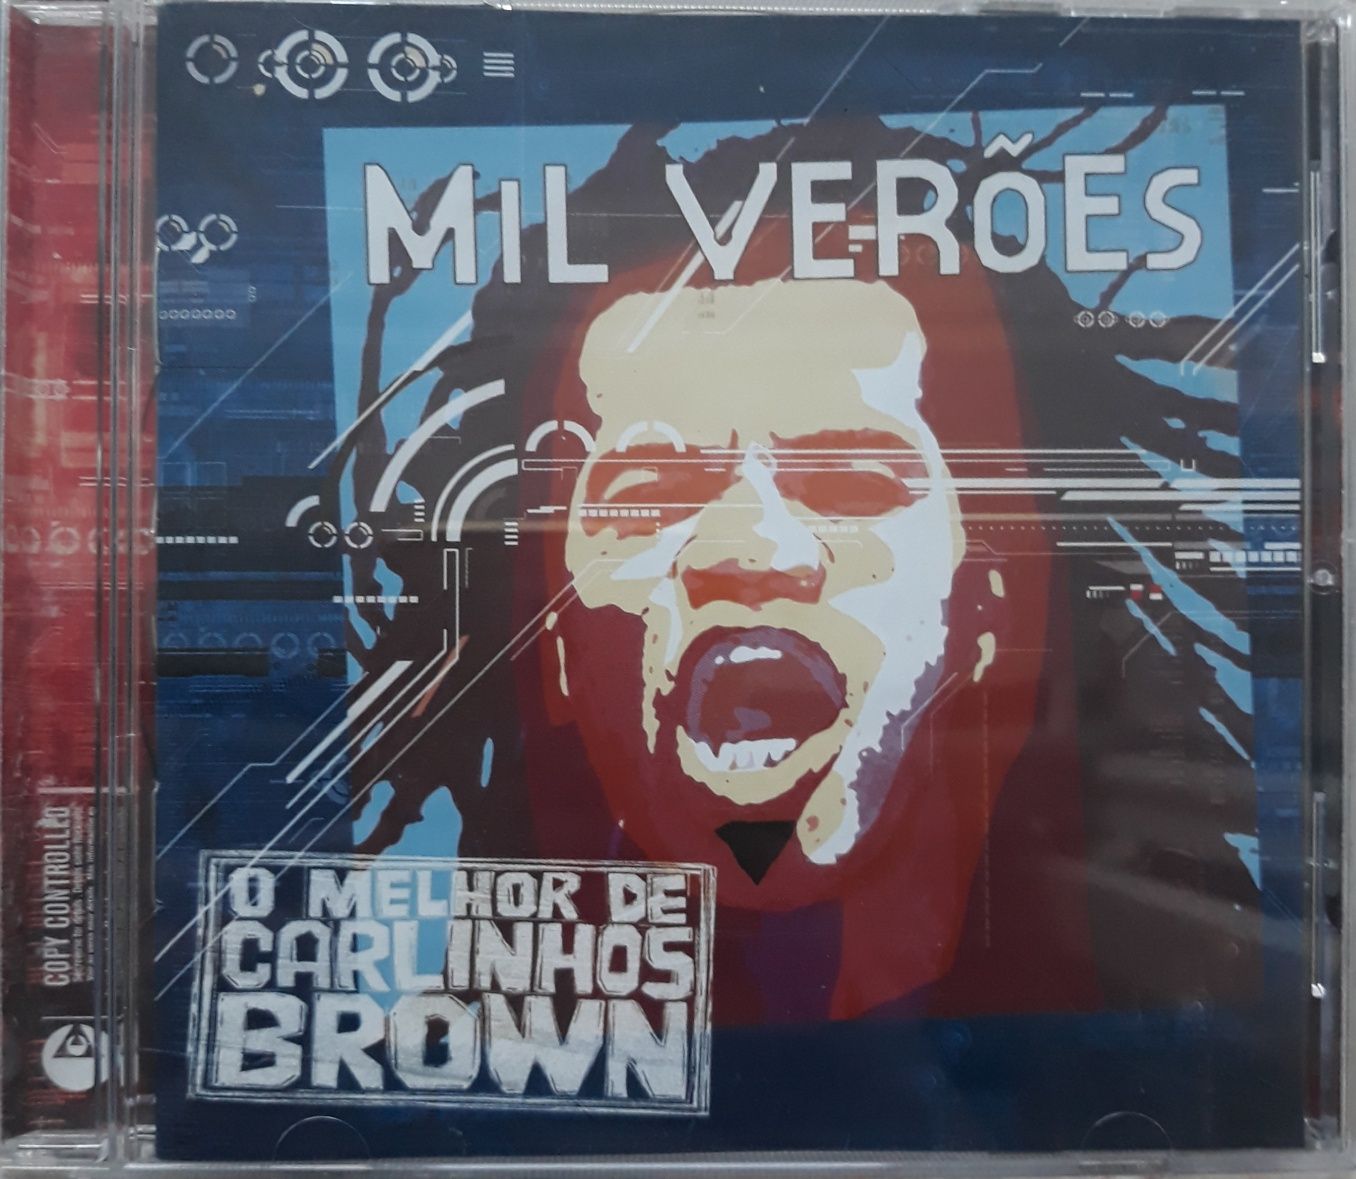 MIL VERÕES
O MELHOR DE
CARLINHOS
BROWN
COPY CONTROLLED